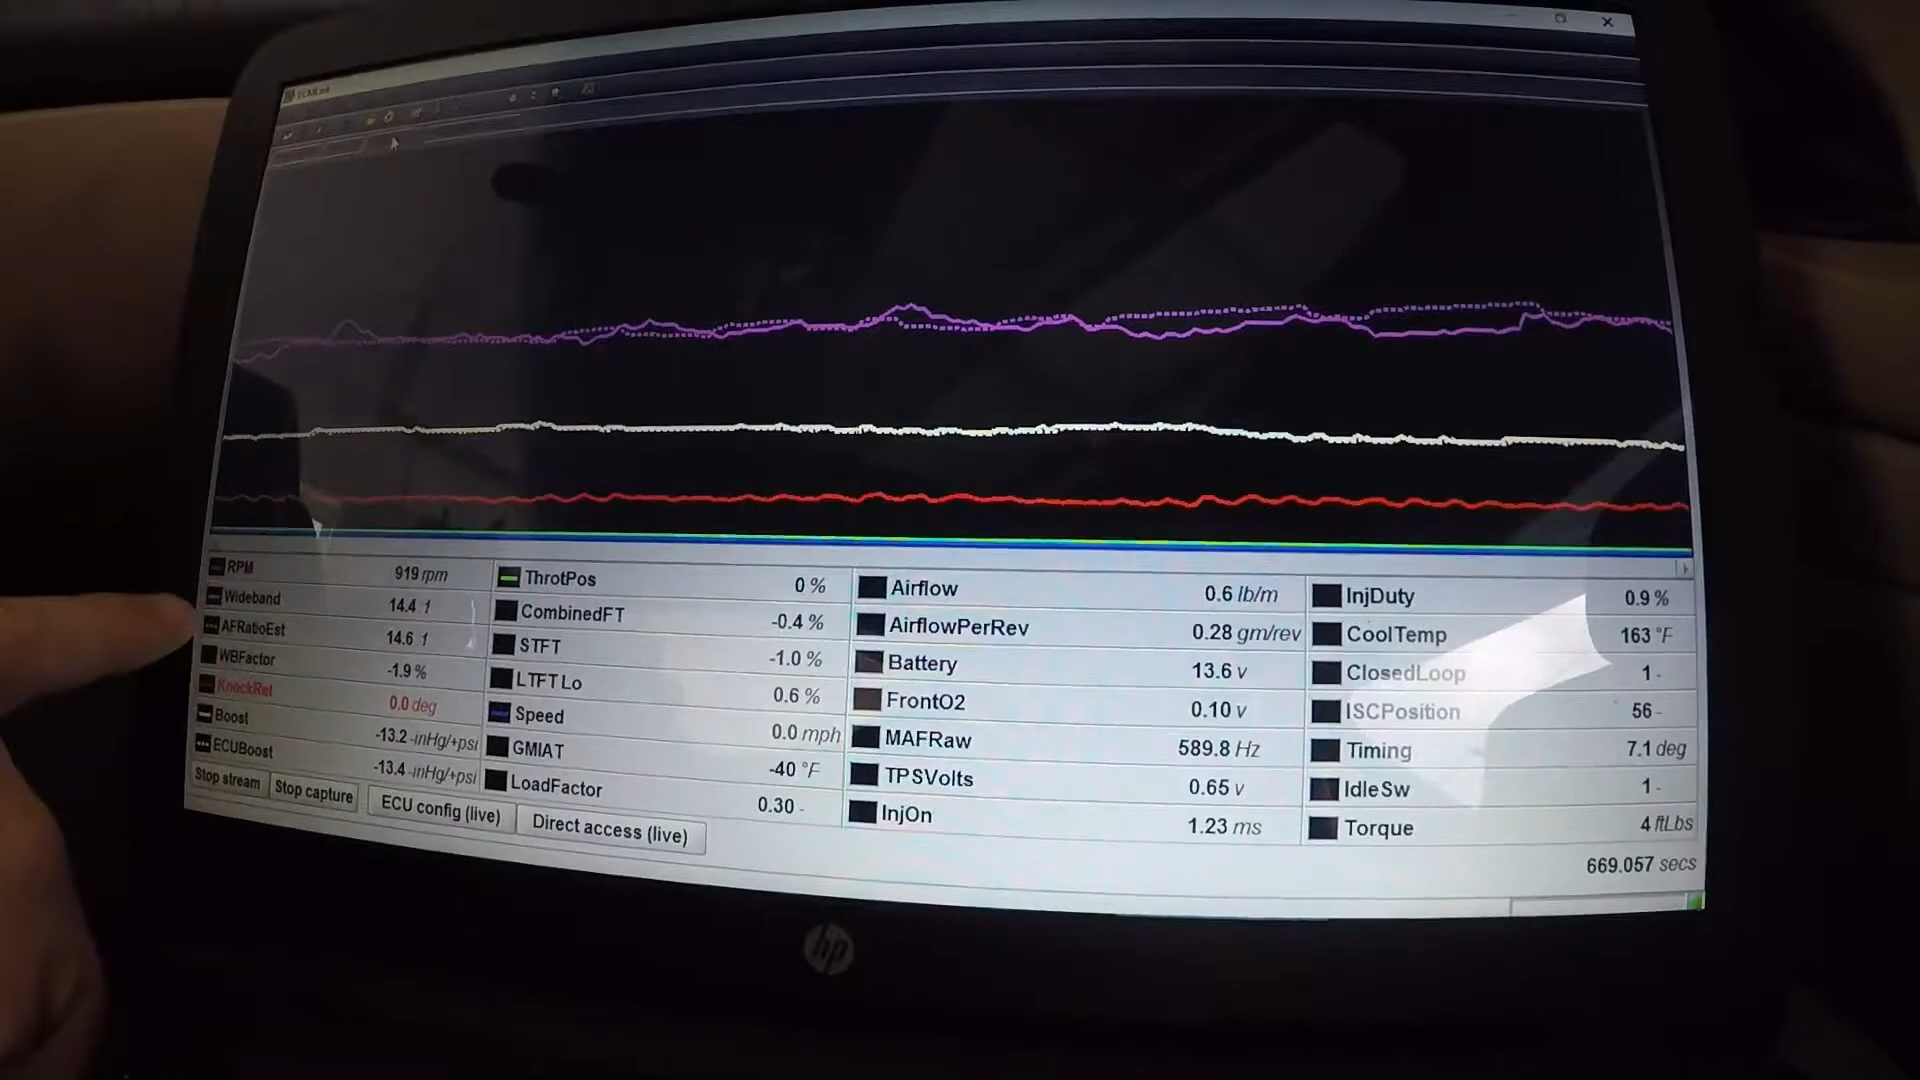 ECMLink
RPM 919 rpm
Wideband 14.4 :1
AFRatioEst 14.6 :1
WBFactor -1.9 %
KnockRet 0.0 deg
Boost -13.2 -inHg/+psi
ECUBoost -13.4 -inHg/+psi
ThrotPos 0 %
CombinedFT -0.4 %
STFT -1.0 %
LTFT Lo 0.6 %
Speed 0.0 mph
GMIAT -40 °F
LoadFactor 0.30 -
Airflow 0.6 lb/m
AirflowPerRev 0.28 gm/rev
Battery 13.6 v
FrontO2 0.10 v
MAFRaw 589.8 Hz
TPSVolts 0.65 v
InjOn 1.23 ms
InjDuty 0.9 %
CoolTemp 163 °F
ClosedLoop 1 -
ISCPosition 56 -
Timing 7.1 deg
IdleSw 1 -
Torque 4 ftLbs
Stop stream Stop capture ECU config (live) Direct access (live)
669.057 secs
hp